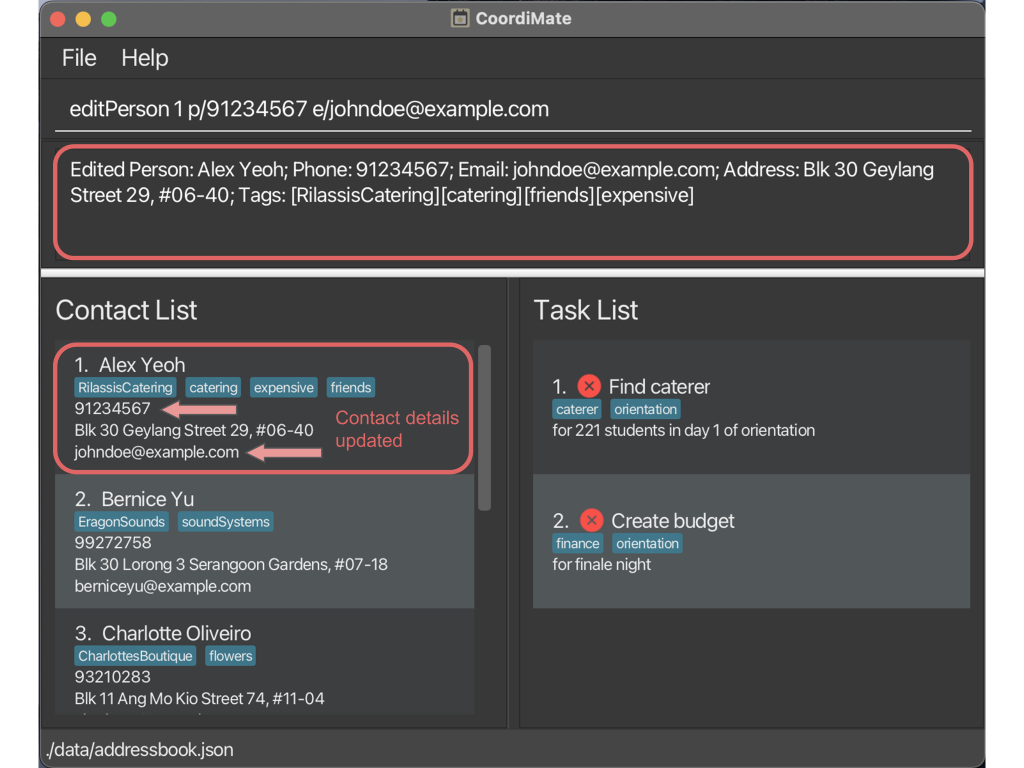 CoordiMate
File Help
editPerson 1 p/91234567 e/johndoe@example.com
Edited Person: Alex Yeoh; Phone: 91234567; Email: johndoe@example.com; Address: Blk 30 Geylang
Street 29, #06-40; Tags: [RilassisCatering][catering][friends][expensive]
Contact List
1. Alex Yeoh
RilassisCatering catering expensive friends
91234567
Blk 30 Geylang Street 29, #06-40
johndoe@example.com
Contact details
updated
2. Bernice Yu
EragonSounds soundSystems
99272758
Blk 30 Lorong 3 Serangoon Gardens, #07-18
berniceyu@example.com
3. Charlotte Oliveiro
CharlottesBoutique flowers
93210283
Blk 11 Ang Mo Kio Street 74, #11-04
Task List
1. Find caterer
caterer orientation
for 221 students in day 1 of orientation
2. Create budget
finance orientation
for finale night
./data/addressbook.json